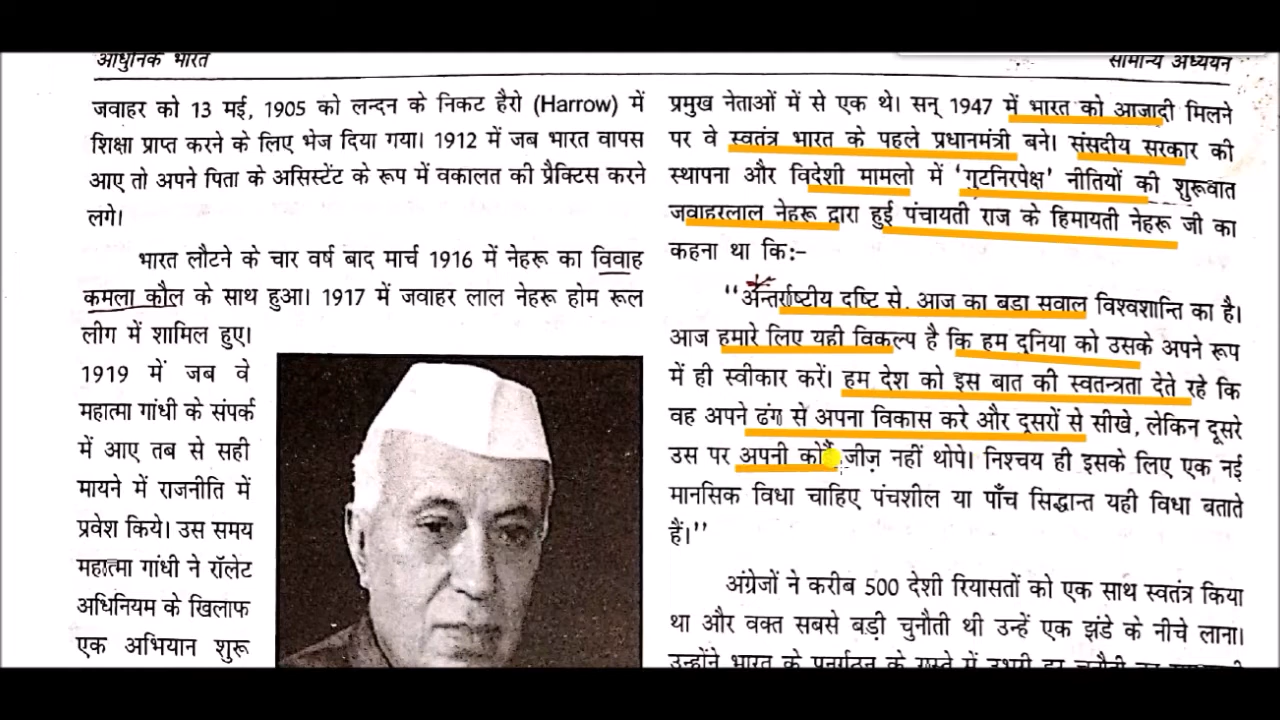 आधुनिक भारत
सामान्य अध्ययन
जवाहर को 13 मई, 1905 को लन्दन के निकट हैरो (Harrow) में
शिक्षा प्राप्त करने के लिए भेज दिया गया। 1912 में जब भारत वापस
आए तो अपने पिता के असिस्टेंट के रूप में वकालत की प्रैक्टिस करने
लगे।
भारत लौटने के चार वर्ष बाद मार्च 1916 में नेहरू का विवाह
कमला कौल के साथ हुआ। 1917 में जवाहर लाल नेहरू होम रूल
लीग में शामिल हुए।
1919 में जब वे
महात्मा गांधी के संपर्क
में आए तब से सही
मायने में राजनीति में
प्रवेश किये। उस समय
महात्मा गांधी ने रॉलेट
अधिनियम के खिलाफ
एक अभियान शुरू
प्रमुख नेताओं में से एक थे। सन् 1947 में भारत को आजादी मिलने
पर वे स्वतंत्र भारत के पहले प्रधानमंत्री बने। संसदीय सरकार की
स्थापना और विदेशी मामलो में 'गुटनिरपेक्ष' नीतियों की शुरूवात
जवाहरलाल नेहरू द्वारा हुई पंचायती राज के हिमायती नेहरू जी का
कहना था कि:-
"अन्तर्राष्टीय दष्टि से, आज का बडा सवाल विश्वशान्ति का है।
आज हमारे लिए यही विकल्प है कि हम दुनिया को उसके अपने रूप
में ही स्वीकार करें। हम देश को इस बात की स्वतन्त्रता देते रहे कि
वह अपने ढंग से अपना विकास करे और दूसरों से सीखे, लेकिन दूसरे
उस पर अपनी जीज़ नहीं थोपे। निश्चय ही इसके लिए एक नई
मानसिक विधा चाहिए पंचशील या पाँच सिद्धान्त यही विधा बताते
हैं।"
अंग्रेजों ने करीब 500 देशी रियासतों को एक साथ स्वतंत्र किया
था और वक्त सबसे बड़ी चुनौती थी उन्हें एक झंडे के नीचे लाना।
उन्होंने भारत के पुनर्गठन के रास्ते में